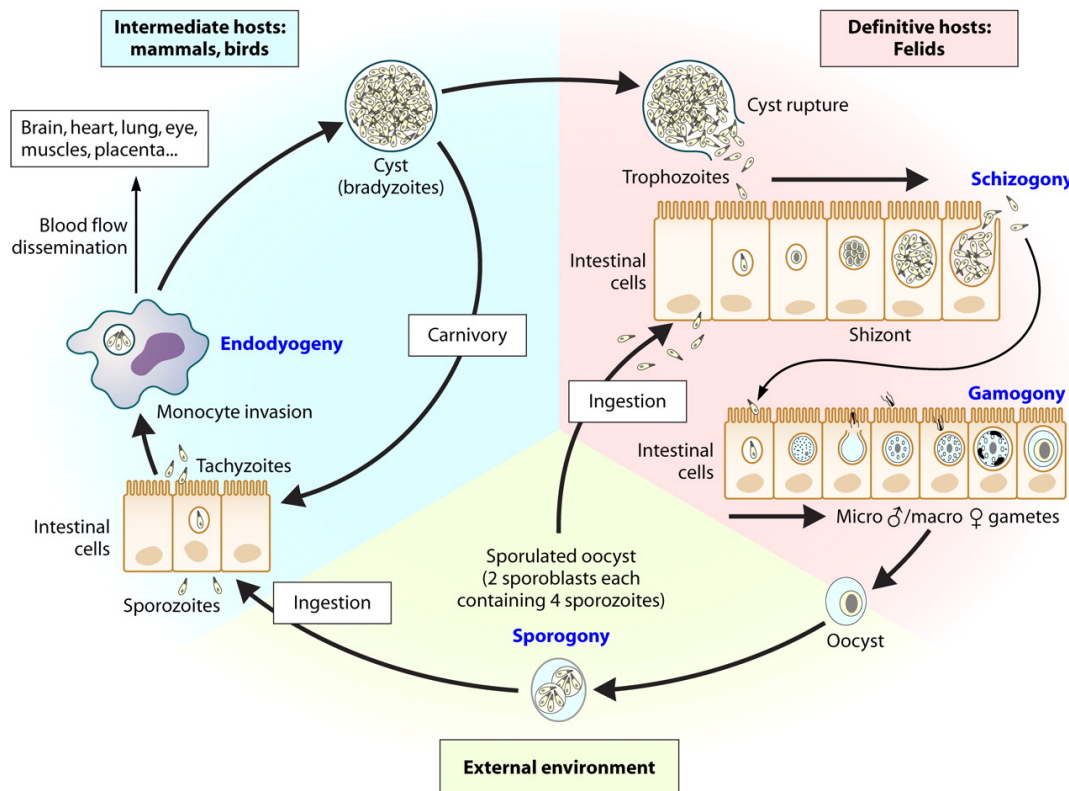 Intermediate hosts:
mammals, birds
Definitive hosts:
Felids
Brain, heart, lung, eye,
muscles, placenta...
Blood flow
dissemination
Cyst
(bradyzoites)
Cyst rupture
Trophozoites
Schizogony
Intestinal
cells
Shizont
Endodyogeny
Carnivory
Monocyte invasion
Ingestion
Gamogony
Tachyzoites
Intestinal
cells
Intestinal
cells
Micro ♂/macro ♀ gametes
Sporulated oocyst
(2 sporoblasts each
containing 4 sporozoites)
Sporozoites
Ingestion
Sporogony
Oocyst
External environment